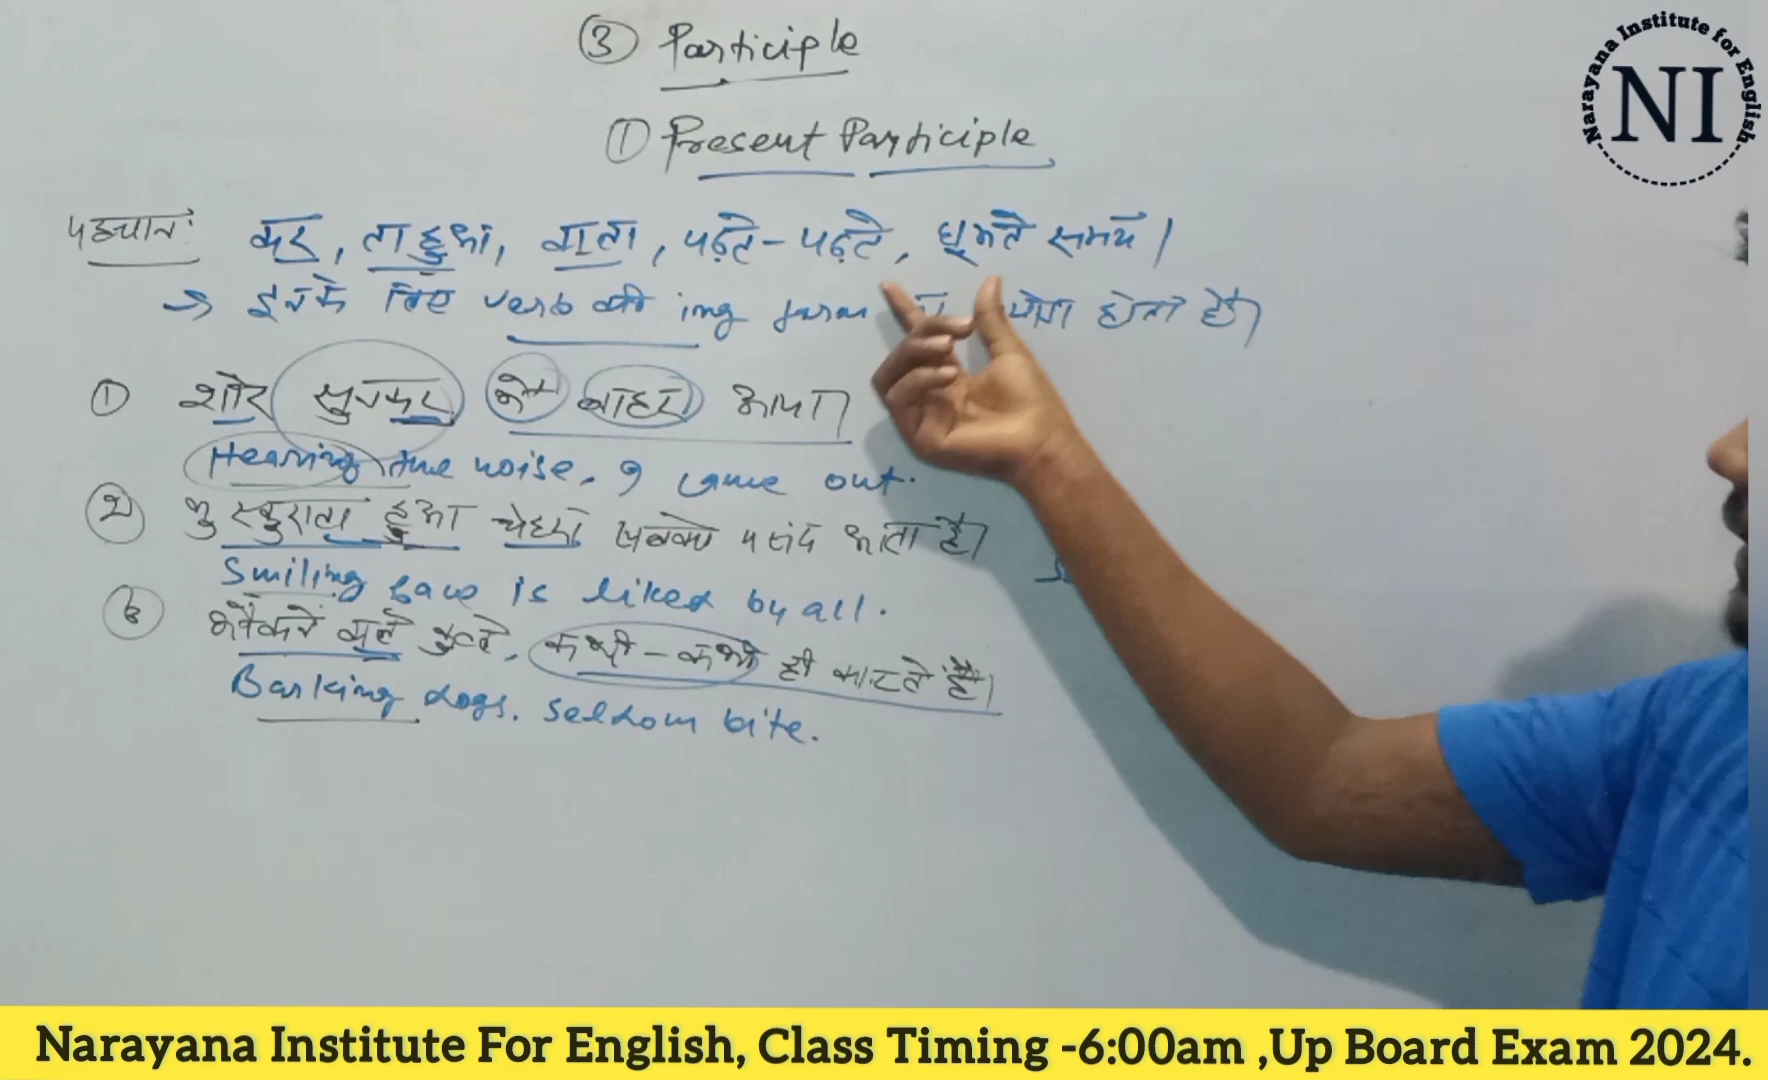 ③ Participle
① Present Participle
पहचान: कर, ता हुआ, वाला, पढ़ते-पढ़ते, घूमते समय।
→ इनके लिए verb की ing form होता है।
① शोर सुनकर मैं बाहर आया।
Hearing the noise, I came out.
② मुस्कुराता हुआ चेहरा सबको पसंद आता है।
Smiling face is liked by all.
③ भौंकने वाले कुत्ते, कभी-कभी ही काटते हैं।
Barking dogs. seldom bite.
Narayana Institute for English
NI
Narayana Institute For English, Class Timing -6:00am ,Up Board Exam 2024.